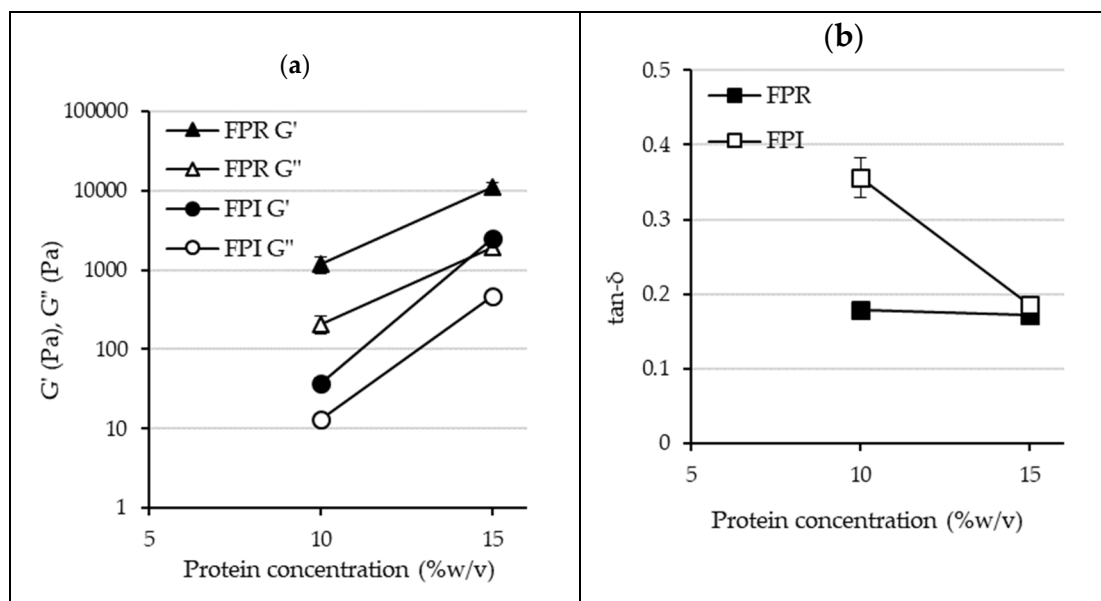 (a)
100000
10000
1000
100
10
1
G' (Pa), G" (Pa)
FPR G'
FPR G"
FPI G'
FPI G"
5
10
15
Protein concentration (%w/v)
(b)
0.5
0.4
0.3
0.2
0.1
0
tan-δ
FPR
FPI
5
10
15
Protein concentration (%w/v)